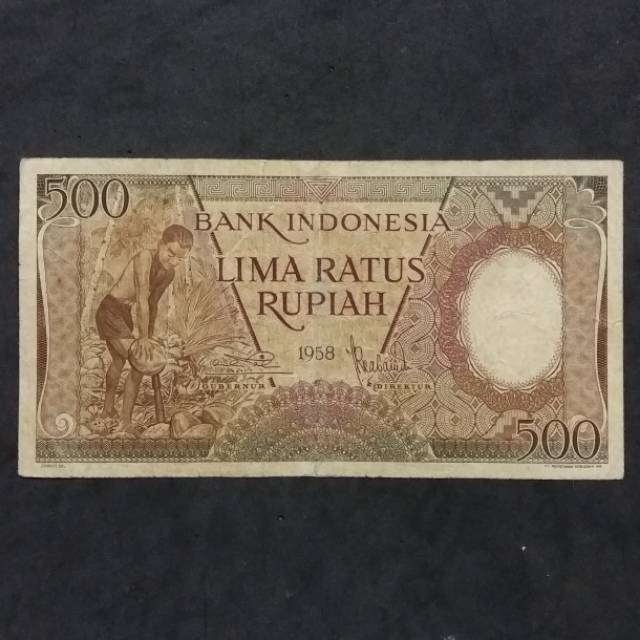 500
BANK INDONESIA
LIMA RATUS
RUPIAH
1958
GUBERNUR
DIREKTUR
500